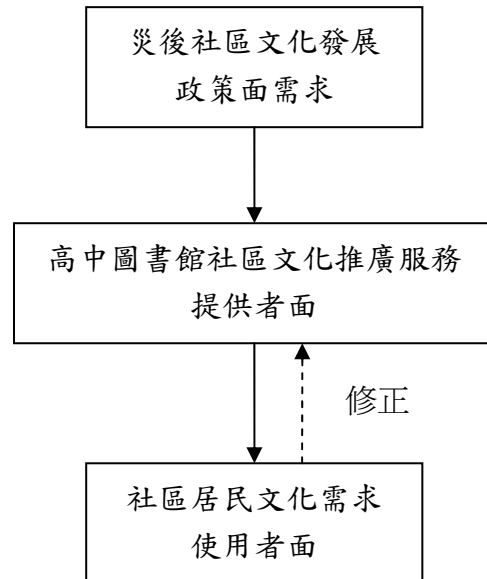 災後社區文化發展
政策面需求
高中圖書館社區文化推廣服務
提供者面
修正
社區居民文化需求
使用者面